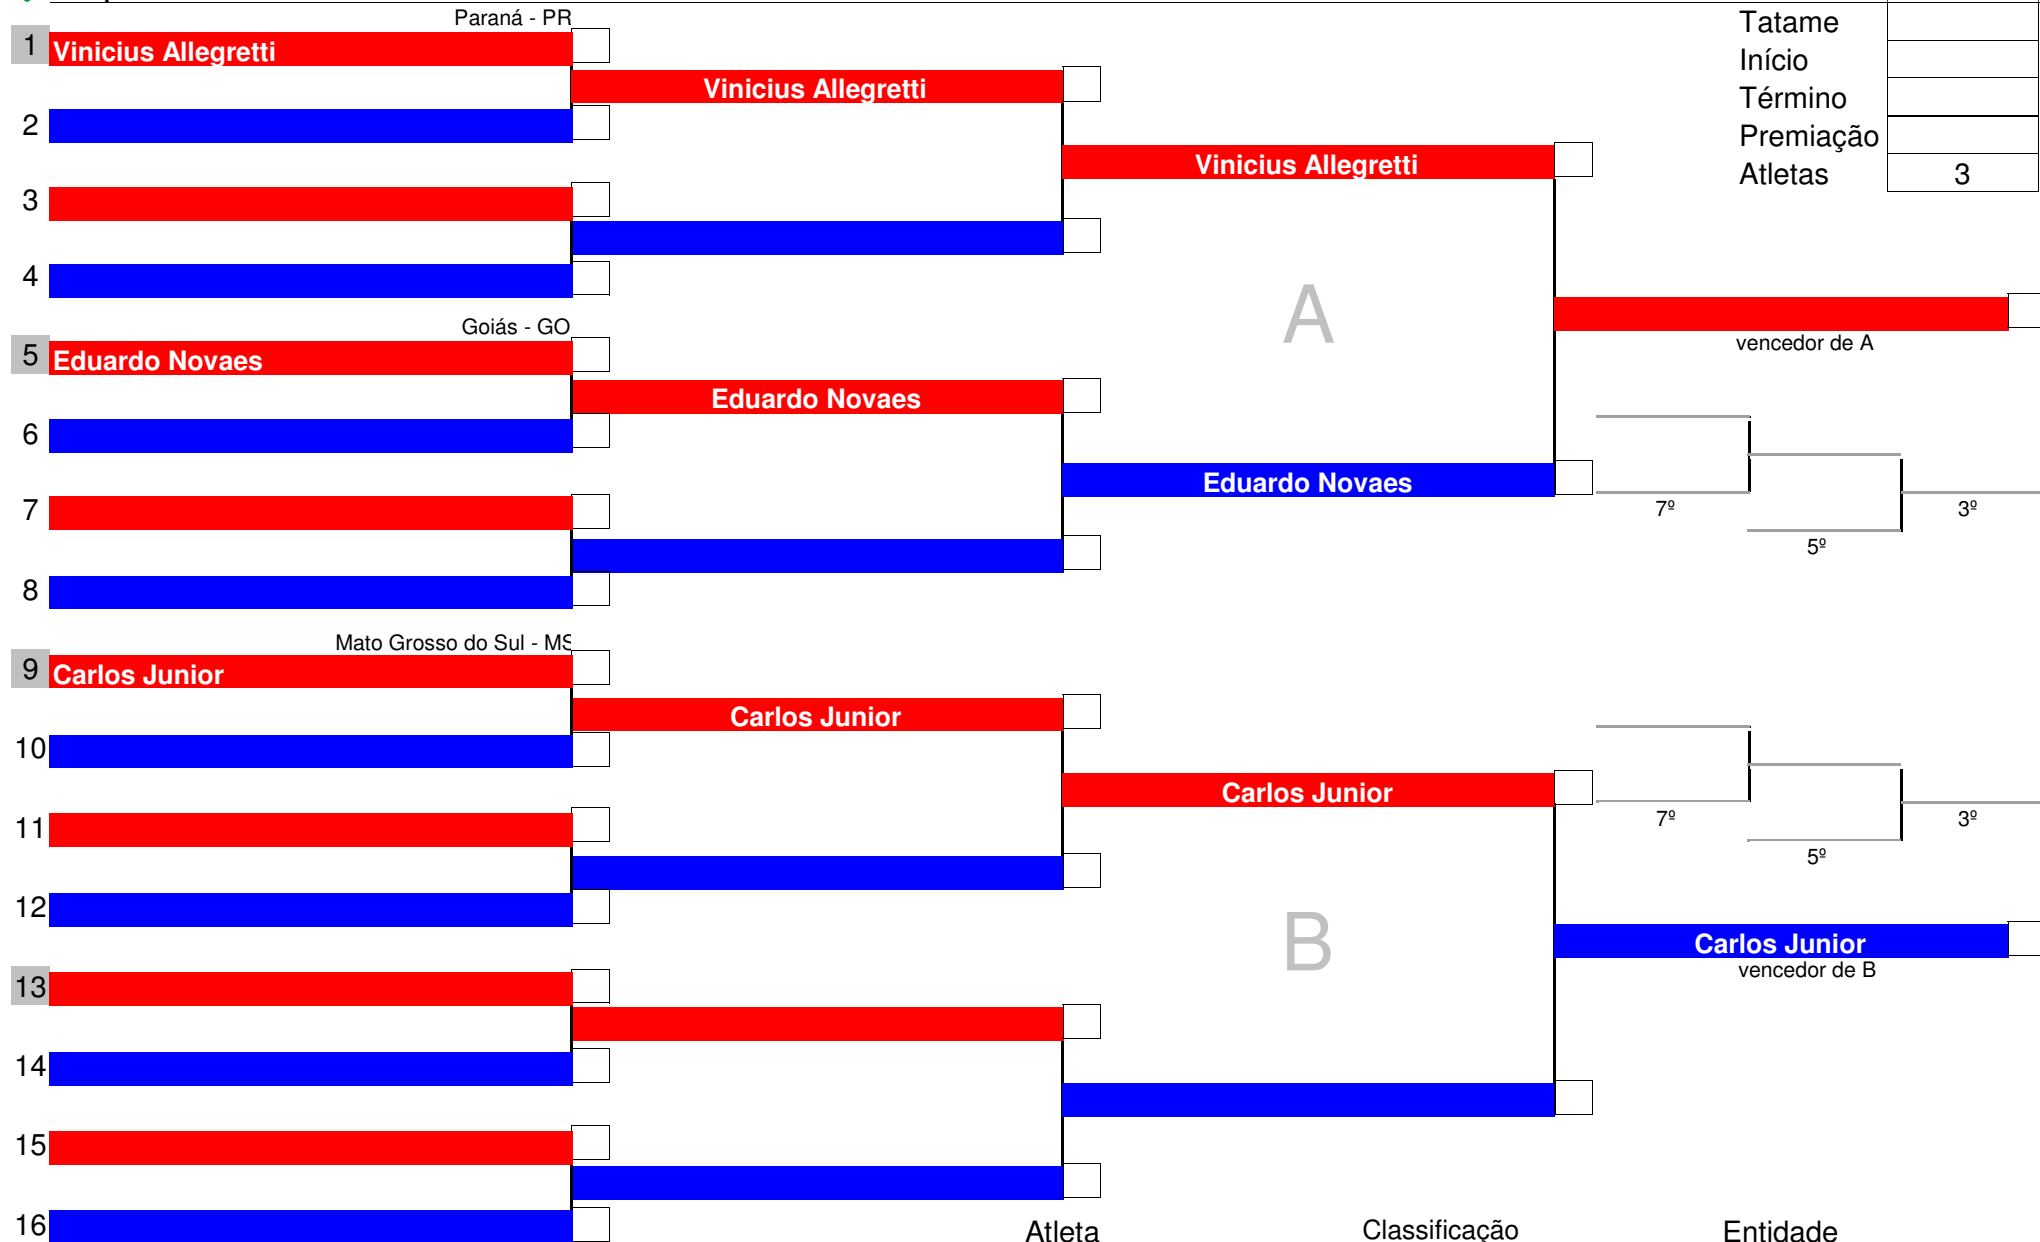 Paraná - PR
Tatame
1 Vinicius Allegretti
Início
Vinicius Allegretti
Término
2
Premiação
Vinicius Allegretti
Atletas 3
3
4
A
Goiás - GO
vencedor de A
5 Eduardo Novaes
Eduardo Novaes
6
Eduardo Novaes
7
7º
3º
5º
8
Mato Grosso do Sul - MS
9 Carlos Junior
Carlos Junior
10
Carlos Junior
11
7º
3º
5º
12
B
Carlos Junior
vencedor de B
13
14
15
16
Atleta Classificação Entidade